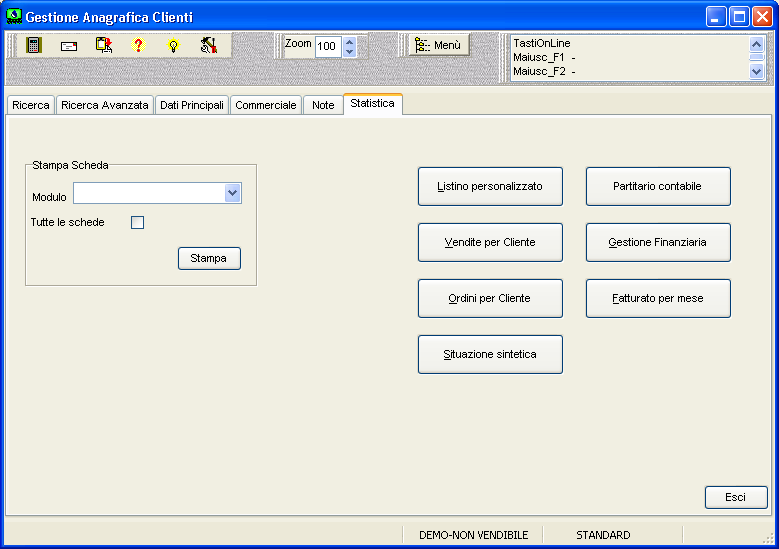 Gestione Anagrafica Clienti
Zoom 100
Menù
TastiOnLine
Maiusc_F1 -
Maiusc_F2 -
Ricerca Ricerca Avanzata Dati Principali Commerciale Note Statistica
Stampa Scheda
Modulo
Tutte le schede
Stampa
Listino personalizzato Partitario contabile
Vendite per Cliente Gestione Finanziaria
Ordini per Cliente Fatturato per mese
Situazione sintetica
Esci
DEMO-NON VENDIBILE STANDARD